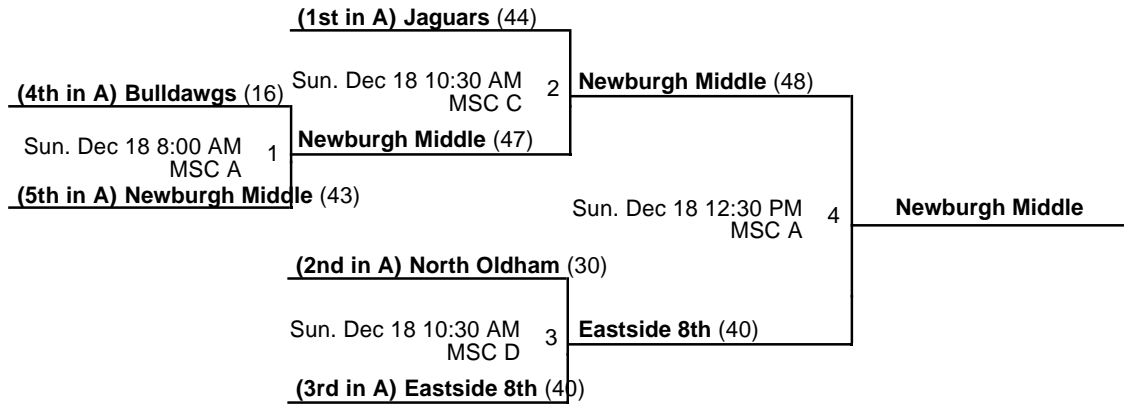 (1st in A) Jaguars (44)
Sun. Dec 18 10:30 AM
MSC C
2
Newburgh Middle (48)
(4th in A) Bulldawgs (16)
Sun. Dec 18 8:00 AM
MSC A
1
Newburgh Middle (47)
(5th in A) Newburgh Middle (43)
Sun. Dec 18 12:30 PM
MSC A
4
Newburgh Middle
(2nd in A) North Oldham (30)
Sun. Dec 18 10:30 AM
MSC D
3
Eastside 8th (40)
(3rd in A) Eastside 8th (40)